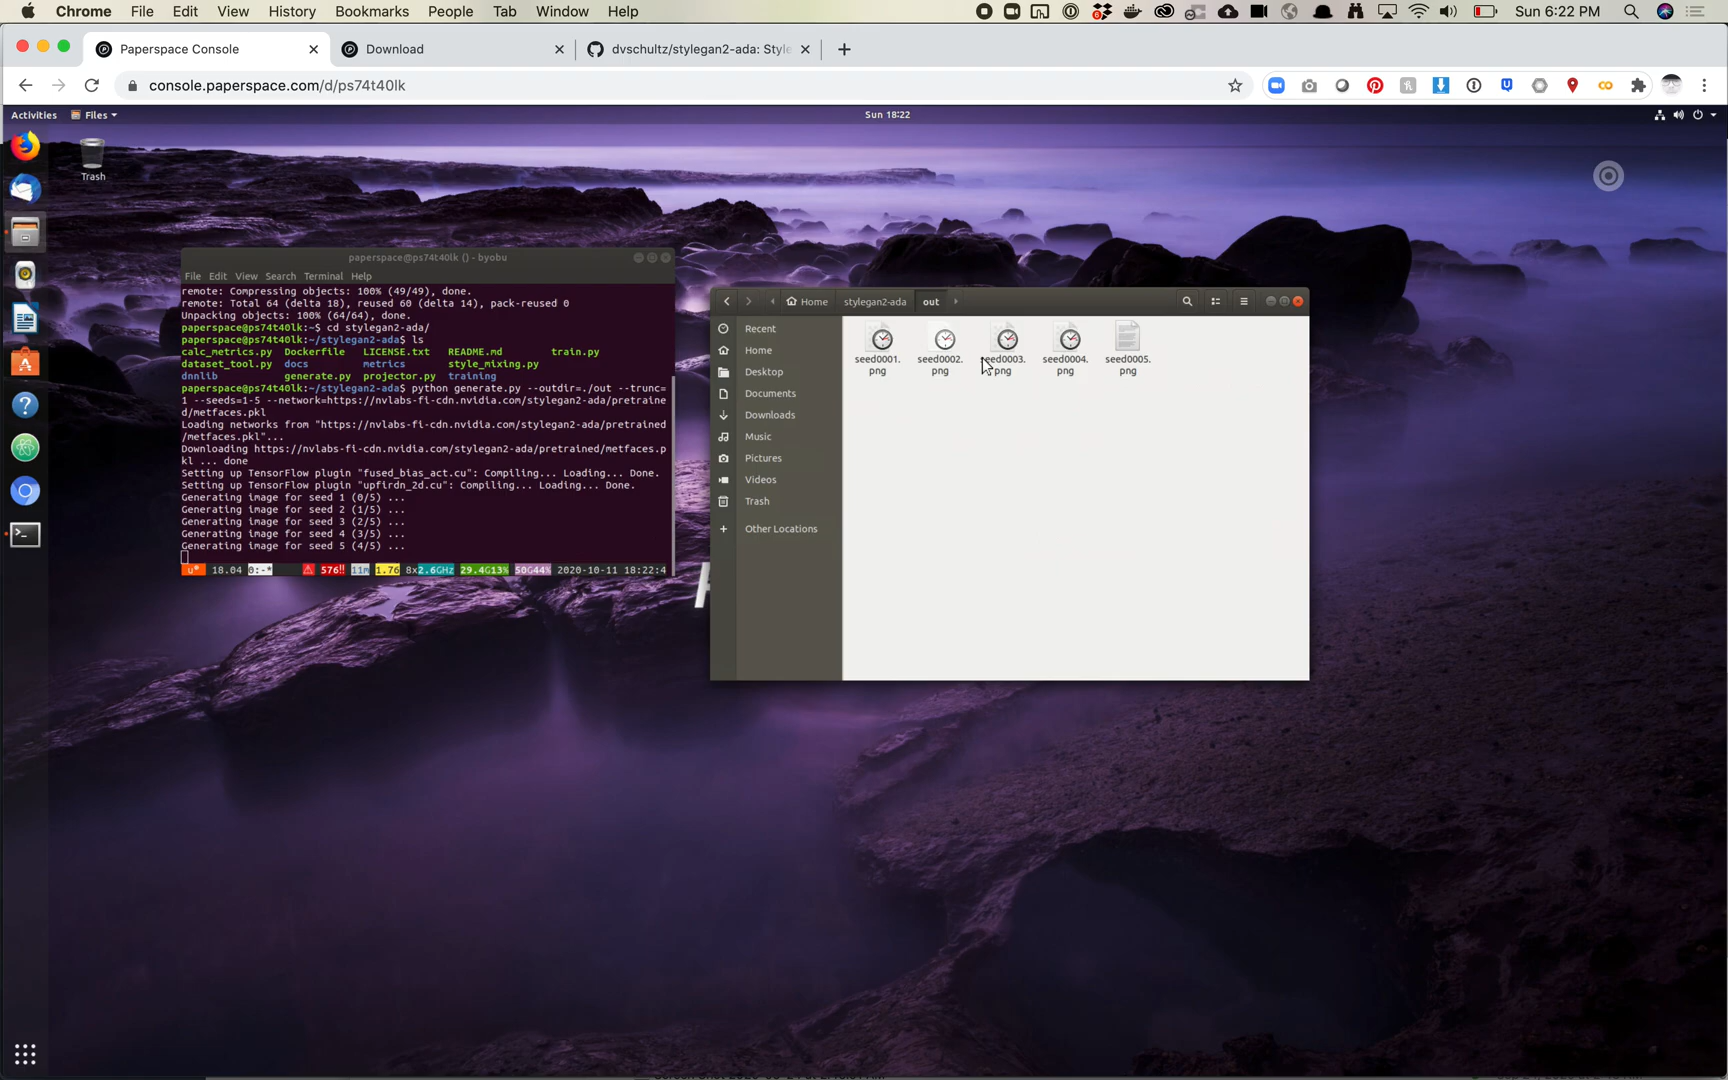 Chrome File Edit View History Bookmarks People Tab Window Help
Sun 6:22 PM
Paperspace Console
Download
dvschultz/stylegan2-ada: Style
console.paperspace.com/d/ps74t40lk
Activities Files
Sun 18:22
Trash
paperspace@ps74t40lk () - byobu
File Edit View Search Terminal Help
remote: Compressing objects: 100% (49/49), done.
remote: Total 64 (delta 18), reused 60 (delta 14), pack-reused 0
Unpacking objects: 100% (64/64), done.
paperspace@ps74t40lk:~$ cd stylegan2-ada/
paperspace@ps74t40lk:~/stylegan2-ada$ ls
calc_metrics.py Dockerfile LICENSE.txt README.md train.py
dataset_tool.py docs metrics style_mixing.py
dnnlib generate.py projector.py training
paperspace@ps74t40lk:~/stylegan2-ada$ python generate.py --outdir=./out --trunc=
1 --seeds=1-5 --network=https://nvlabs-fi-cdn.nvidia.com/stylegan2-ada/pretraine
d/metfaces.pkl
Loading networks from "https://nvlabs-fi-cdn.nvidia.com/stylegan2-ada/pretrained
/metfaces.pkl"...
Downloading https://nvlabs-fi-cdn.nvidia.com/stylegan2-ada/pretrained/metfaces.p
kl ... done
Setting up TensorFlow plugin "fused_bias_act.cu": Compiling... Loading... Done.
Setting up TensorFlow plugin "upfirdn_2d.cu": Compiling... Loading... Done.
Generating image for seed 1 (0/5) ...
Generating image for seed 2 (1/5) ...
Generating image for seed 3 (2/5) ...
Generating image for seed 4 (3/5) ...
Generating image for seed 5 (4/5) ...
18.04 0:-* 576!! 11m 1.76 8x2.6GHz 29.4G13% 50G44% 2020-10-11 18:22:4
Home stylegan2-ada out
Recent
Home
Desktop
Documents
Downloads
Music
Pictures
Videos
Trash
Other Locations
seed0001.
png
seed0002.
png
seed0003.
png
seed0004.
png
seed0005.
png